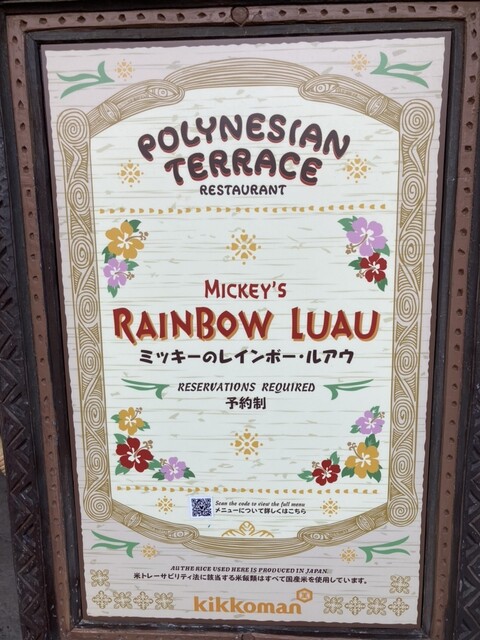 POLYNESIAN
TERRACE
RESTAURANT
MICKEY'S
RAINBOW LUAU
ミッキーのレインボー・ルアウ
RESERVATIONS REQUIRED
予約制
Scan the code to view the full menu
メニューについて詳しくはこちら
ALL THE RICE USED HERE IS PRODUCED IN JAPAN.
米トレーサビリティ法に該当する米飯類はすべて国産米を使用しています。
kikkoman